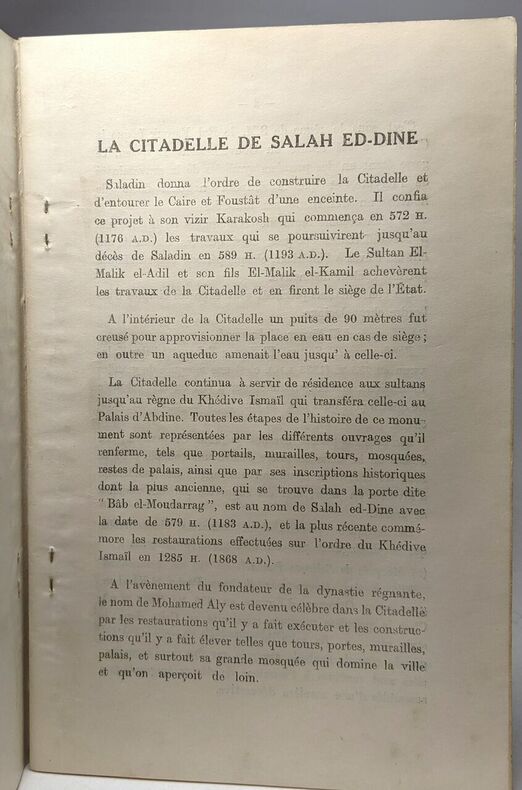 LA CITADELLE DE SALAH ED-DINE
Saladin donna l'ordre de construire la Citadelle et
d'entourer le Caire et Foustât d'une enceinte. Il confia
ce projet à son vizir Karakosh qui commença en 572 H.
(1176 A.D.) les travaux qui se poursuivirent jusqu'au
décès de Saladin en 589 H. (1193 A.D.). Le Sultan El-
Malik el-Adil et son fils El-Malik el-Kamil achevèrent
les travaux de la Citadelle et en firent le siège de l'État.
A l'intérieur de la Citadelle un puits de 90 mètres fut
creusé pour approvisionner la place en eau en cas de siège ;
en outre un aqueduc amenait l'eau jusqu' à celle-ci.
La Citadelle continua à servir de résidence aux sultans
jusqu'au règne du Khédive Ismaïl qui transféra celle-ci au
Palais d'Abdine. Toutes les étapes de l'histoire de ce monu-
ment sont représentées par les différents ouvrages qu'il
renferme, tels que portails, murailles, tours, mosquées,
restes de palais, ainsi que par ses inscriptions historiques
dont la plus ancienne, qui se trouve dans la porte dite
"Bâb el-Moudarrag", est au nom de Salah ed-Dine avec
la date de 579 H. (1183 A.D.), et la plus récente commé-
more les restaurations effectuées sur l'ordre du Khédive
Ismaïl en 1285 H. (1868 A.D.).
A l'avènement du fondateur de la dynastie régnante,
le nom de Mohamed Aly est devenu célèbre dans la Citadelle
par les restaurations qu'il y a fait exécuter et les construc-
tions qu'il y a fait élever telles que tours, portes, murailles,
palais, et surtout sa grande mosquée qui domine la ville
et qu'on aperçoit de loin.